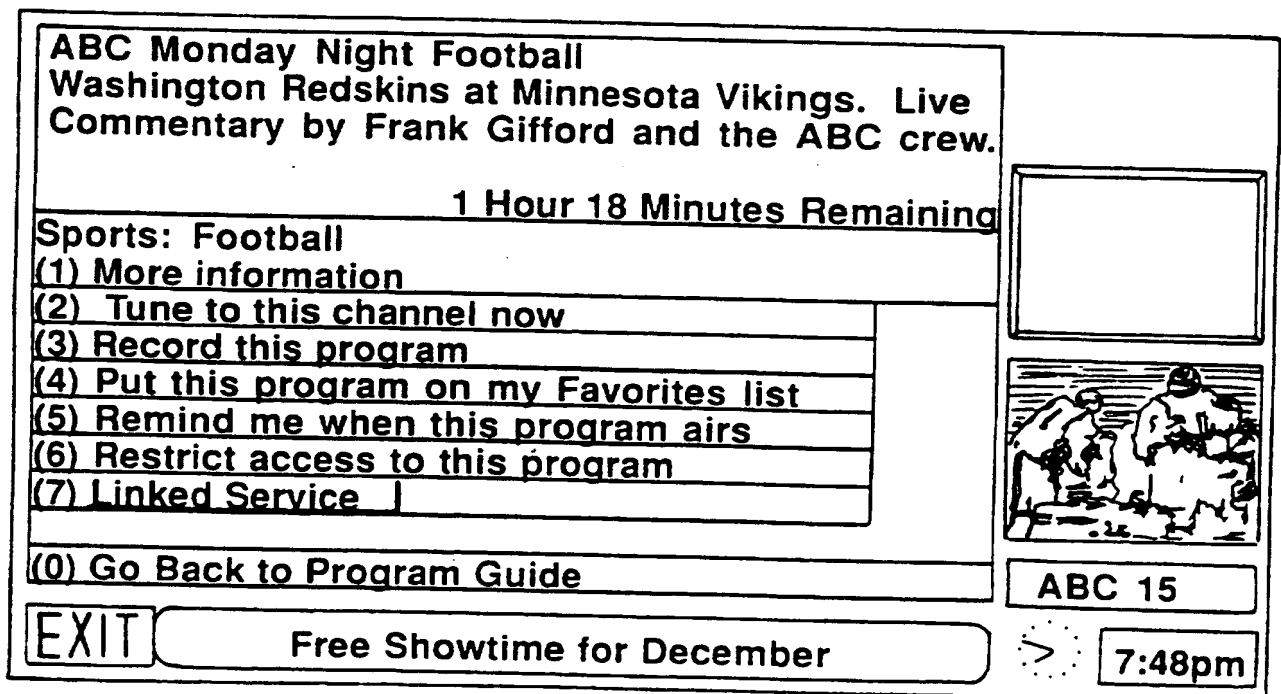 ABC Monday Night Football
Washington Redskins at Minnesota Vikings. Live
Commentary by Frank Gifford and the ABC crew.
1 Hour 18 Minutes Remaining
Sports: Football
(1) More information
(2) Tune to this channel now
(3) Record this program
(4) Put this program on my Favorites list
(5) Remind me when this program airs
(6) Restrict access to this program
(7) Linked Service
(0) Go Back to Program Guide
ABC 15
EXIT
Free Showtime for December
7:48pm